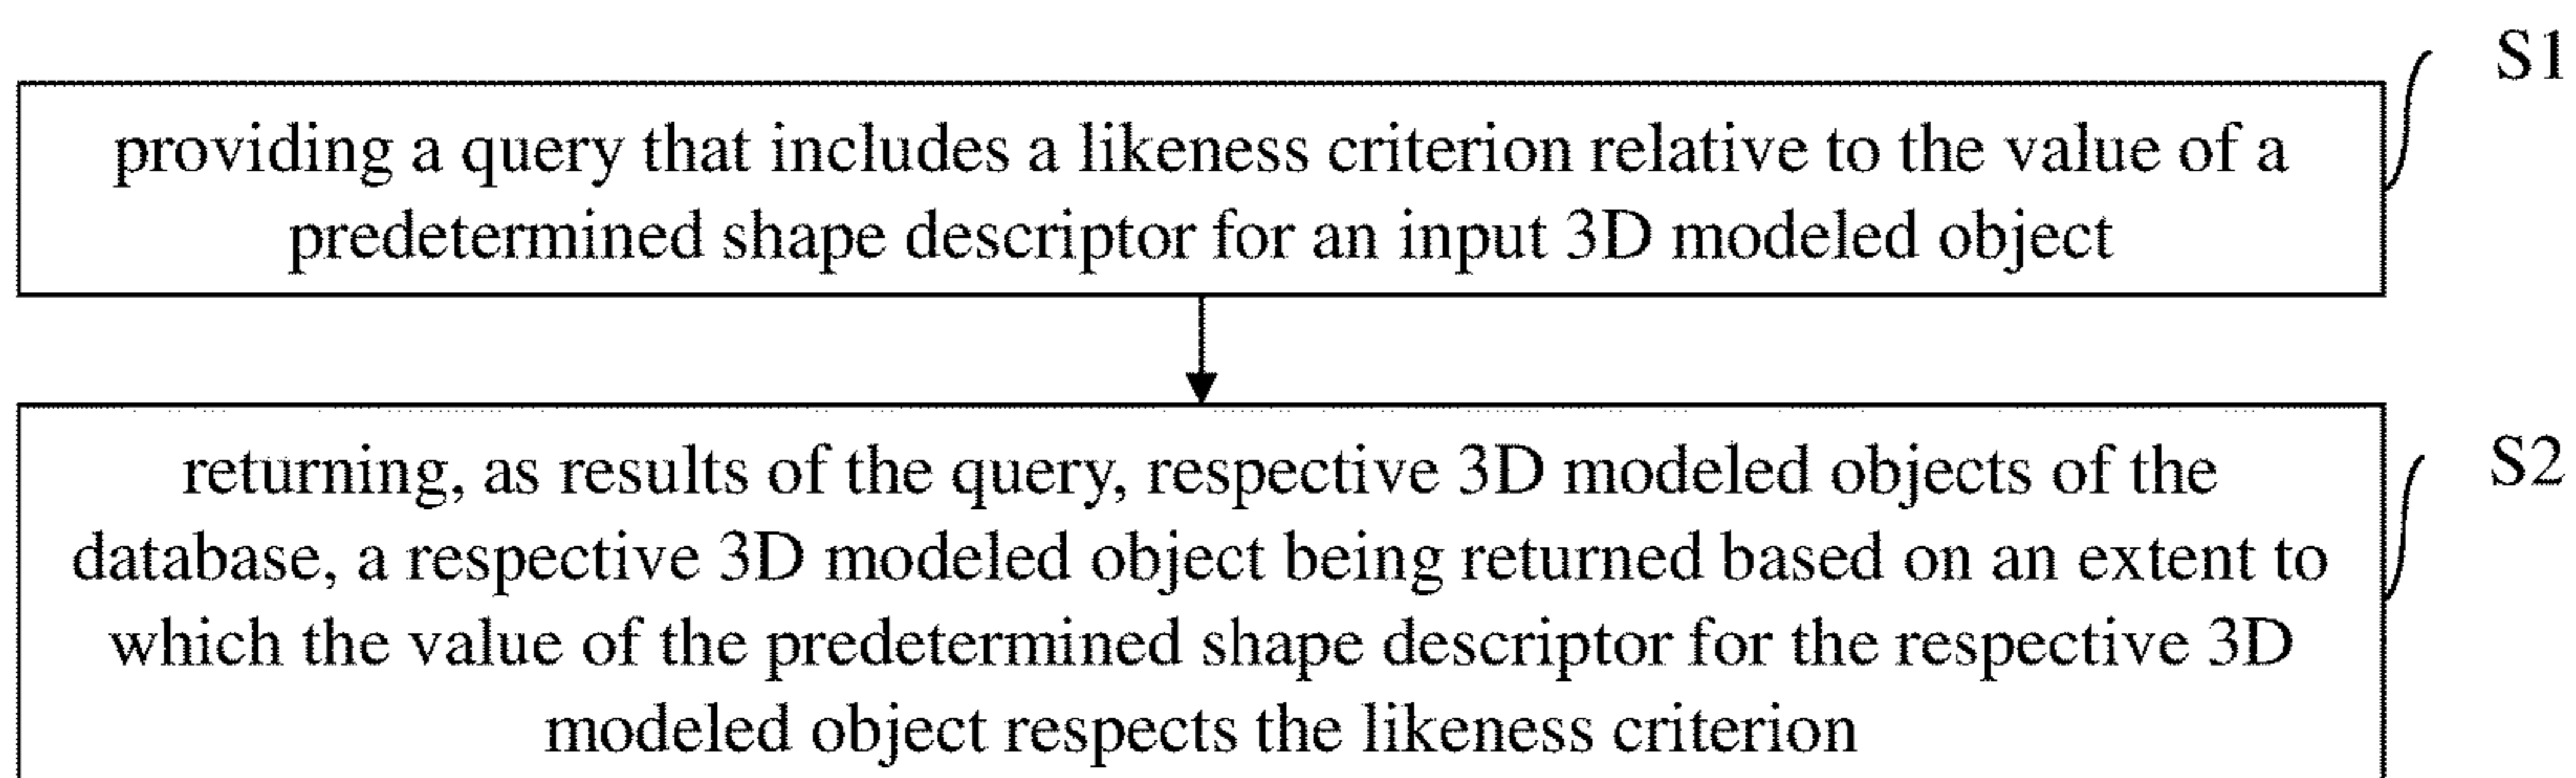 S1
providing a query that includes a likeness criterion relative to the value of a
predetermined shape descriptor for an input 3D modeled object
S2
returning, as results of the query, respective 3D modeled objects of the
database, a respective 3D modeled object being returned based on an extent to
which the value of the predetermined shape descriptor for the respective 3D
modeled object respects the likeness criterion